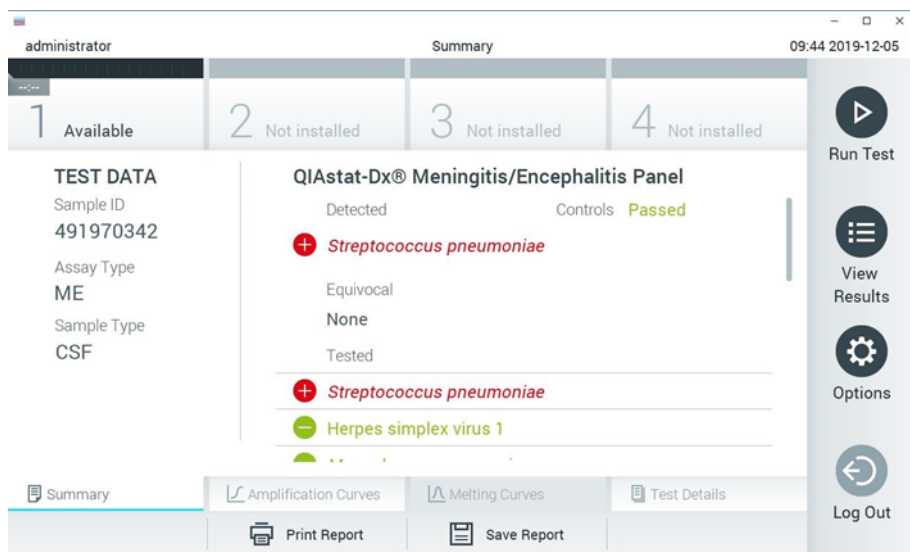 administrator Summary 09:44 2019-12-05
--:--
1 Available
2 Not installed
3 Not installed
4 Not installed
Run Test
View
Results
Options
Log Out
TEST DATA
Sample ID
491970342
Assay Type
ME
Sample Type
CSF
QIAstat-Dx® Meningitis/Encephalitis Panel
Detected Controls Passed
Streptococcus pneumoniae
Equivocal
None
Tested
Streptococcus pneumoniae
Herpes simplex virus 1
Summary Amplification Curves Melting Curves Test Details
Print Report Save Report